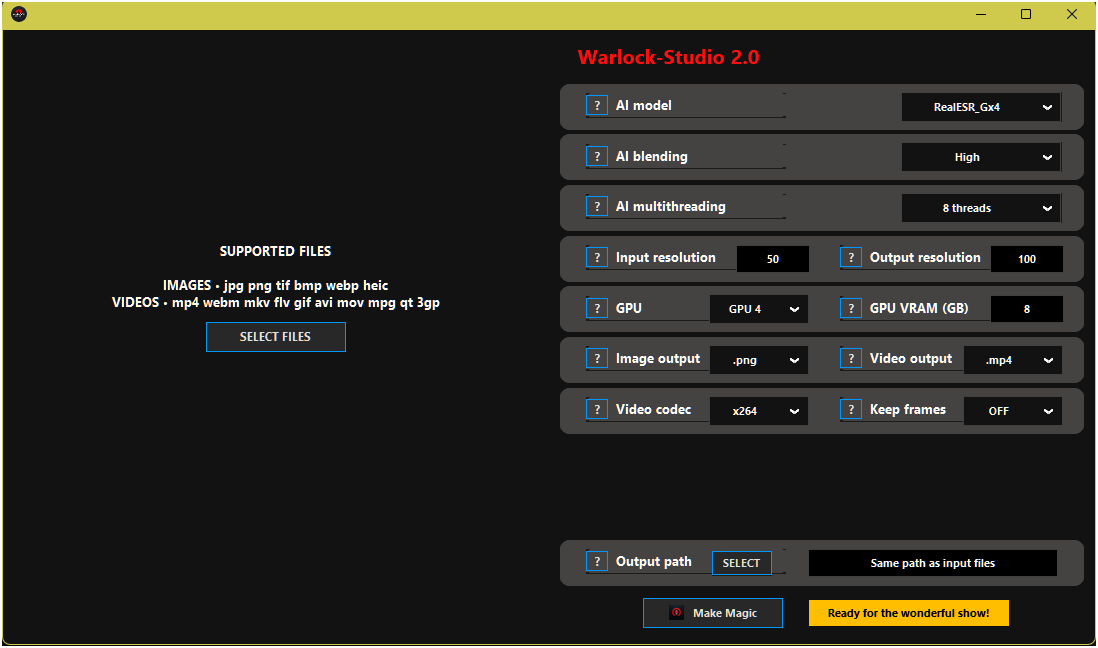 Warlock-Studio 2.0
? AI model RealESR_Gx4
? AI blending High
? AI multithreading 8 threads
? Input resolution 50 ? Output resolution 100
? GPU GPU 4 ? GPU VRAM (GB) 8
? Image output .png ? Video output .mp4
? Video codec x264 ? Keep frames OFF
? Output path SELECT Same path as input files
Make Magic Ready for the wonderful show!
SUPPORTED FILES
IMAGES • jpg png tif bmp webp heic
VIDEOS • mp4 webm mkv flv gif avi mov mpg qt 3gp
SELECT FILES